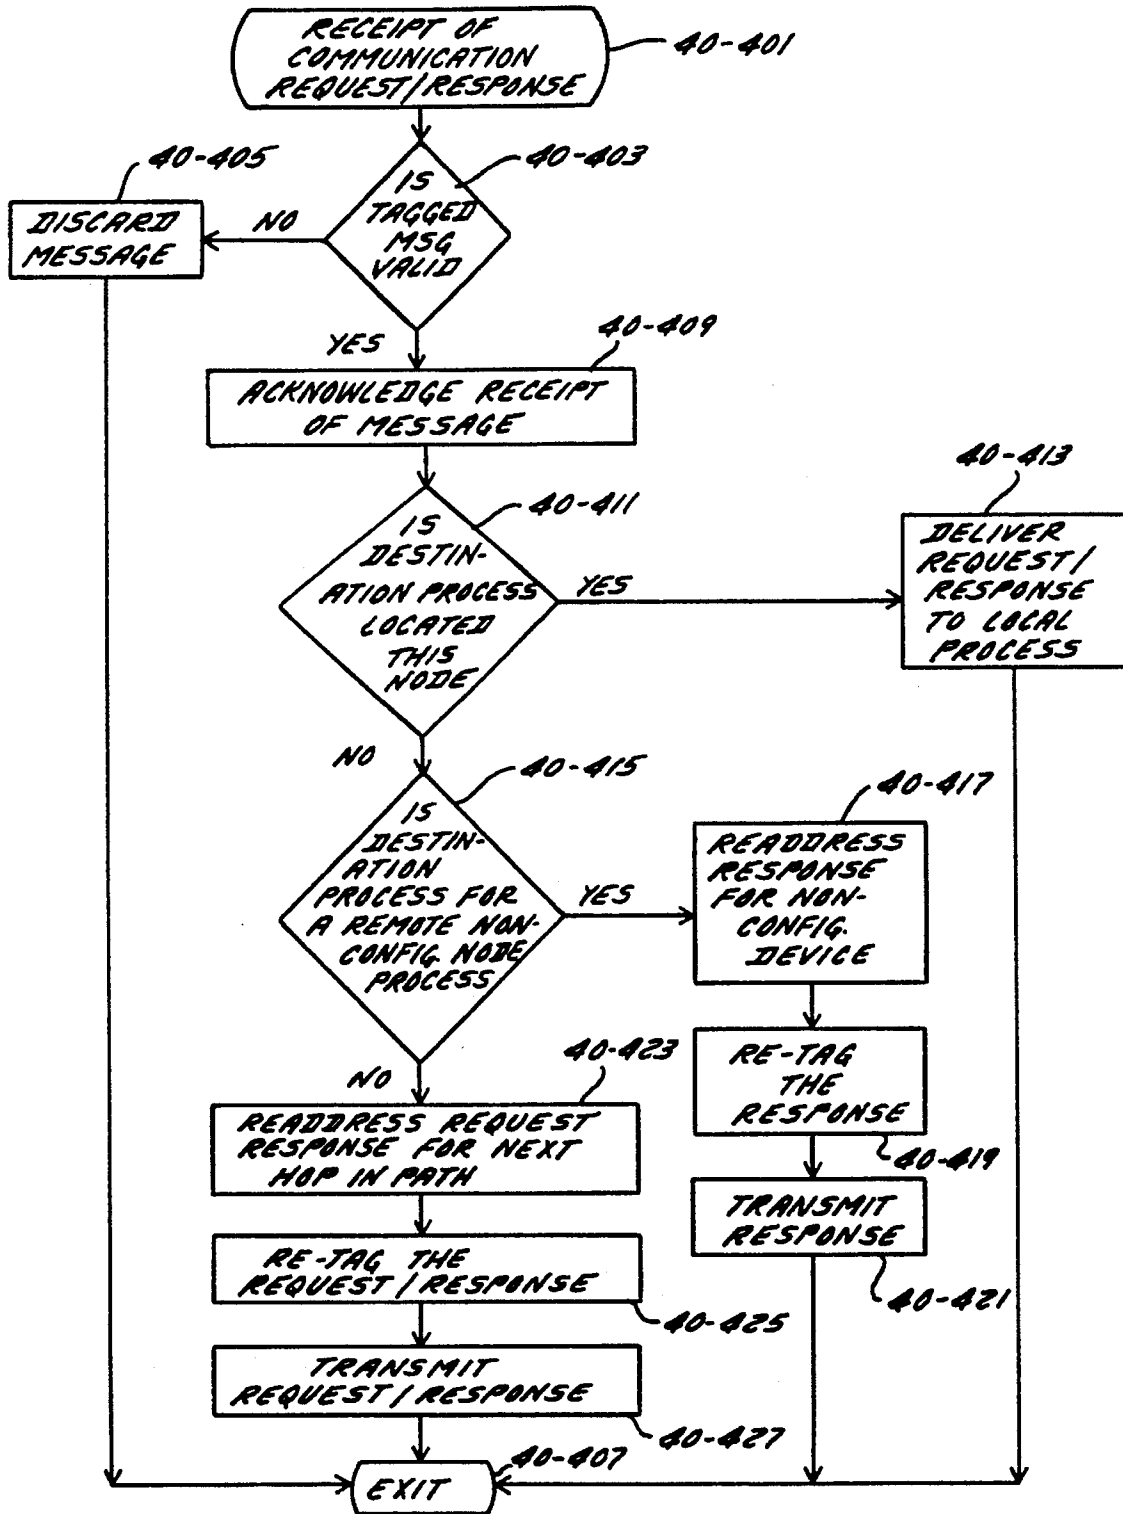 RECEIPT OF
COMMUNICATION
REQUEST/RESPONSE
40-401
40-403
IS
TAGGED
MSG
VALID
40-405
NO
DISCARD
MESSAGE
YES
40-409
ACKNOWLEDGE RECEIPT
OF MESSAGE
40-411
IS
DESTIN-
ATION PROCESS
LOCATED
THIS
NODE
YES
40-413
DELIVER
REQUEST/
RESPONSE
TO LOCAL
PROCESS
NO
40-415
IS
DESTIN-
ATION
PROCESS FOR
A REMOTE NON-
CONFIG. NODE
PROCESS
YES
40-417
READDRESS
RESPONSE
FOR NON-
CONFIG.
DEVICE
RE-TAG
THE
RESPONSE
40-419
TRANSMIT
RESPONSE
40-421
NO
40-423
READDRESS REQUEST
RESPONSE FOR NEXT
HOP IN PATH
RE-TAG THE
REQUEST/RESPONSE
40-425
TRANSMIT
REQUEST/RESPONSE
40-427
40-407
EXIT